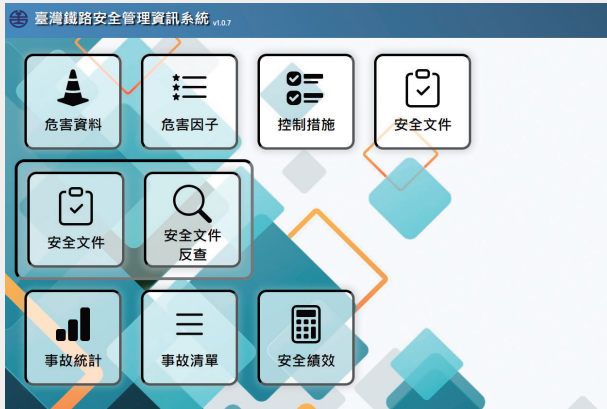 臺灣鐵路安全管理資訊系統 v1.0.7
危害資料
危害因子
控制措施
安全文件
安全文件
安全文件
反查
事故統計
事故清單
安全績效